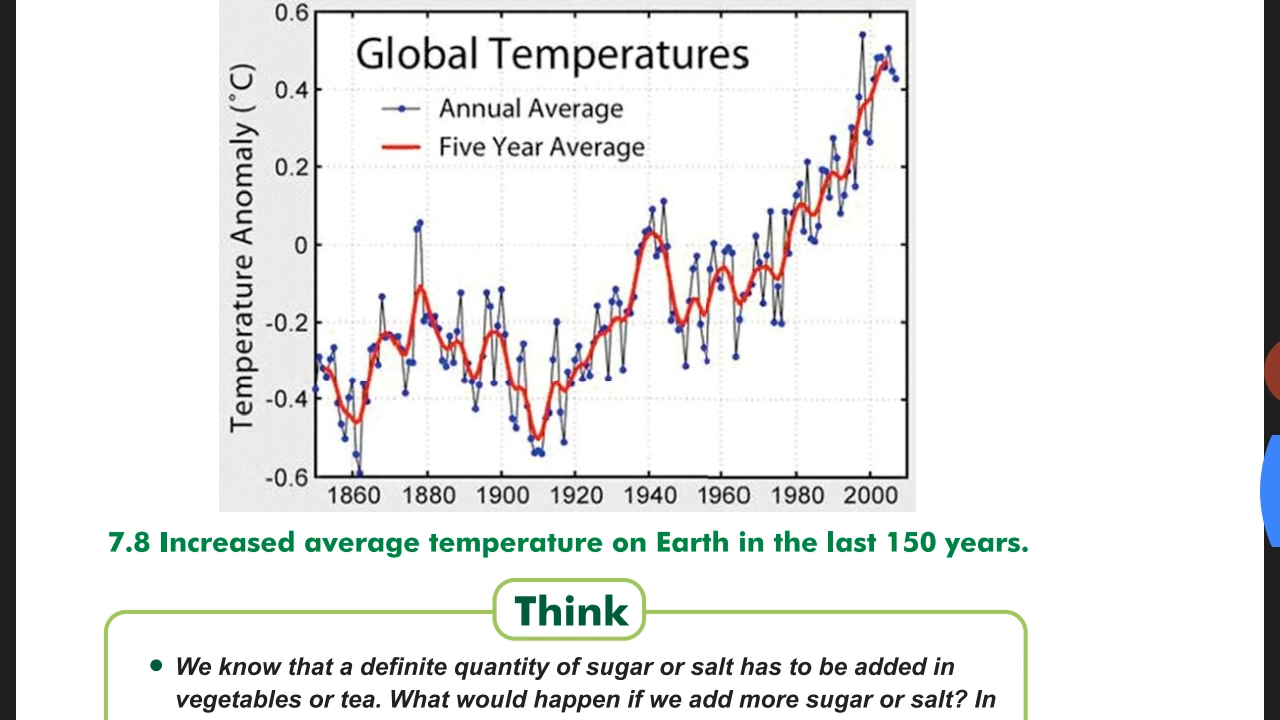 0.6
Global Temperatures
Annual Average
Five Year Average
Temperature Anomaly (°C)
0.4
0.2
0
-0.2
-0.4
-0.6
1860 1880 1900 1920 1940 1960 1980 2000
7.8 Increased average temperature on Earth in the last 150 years.
Think
• We know that a definite quantity of sugar or salt has to be added in
vegetables or tea. What would happen if we add more sugar or salt? In